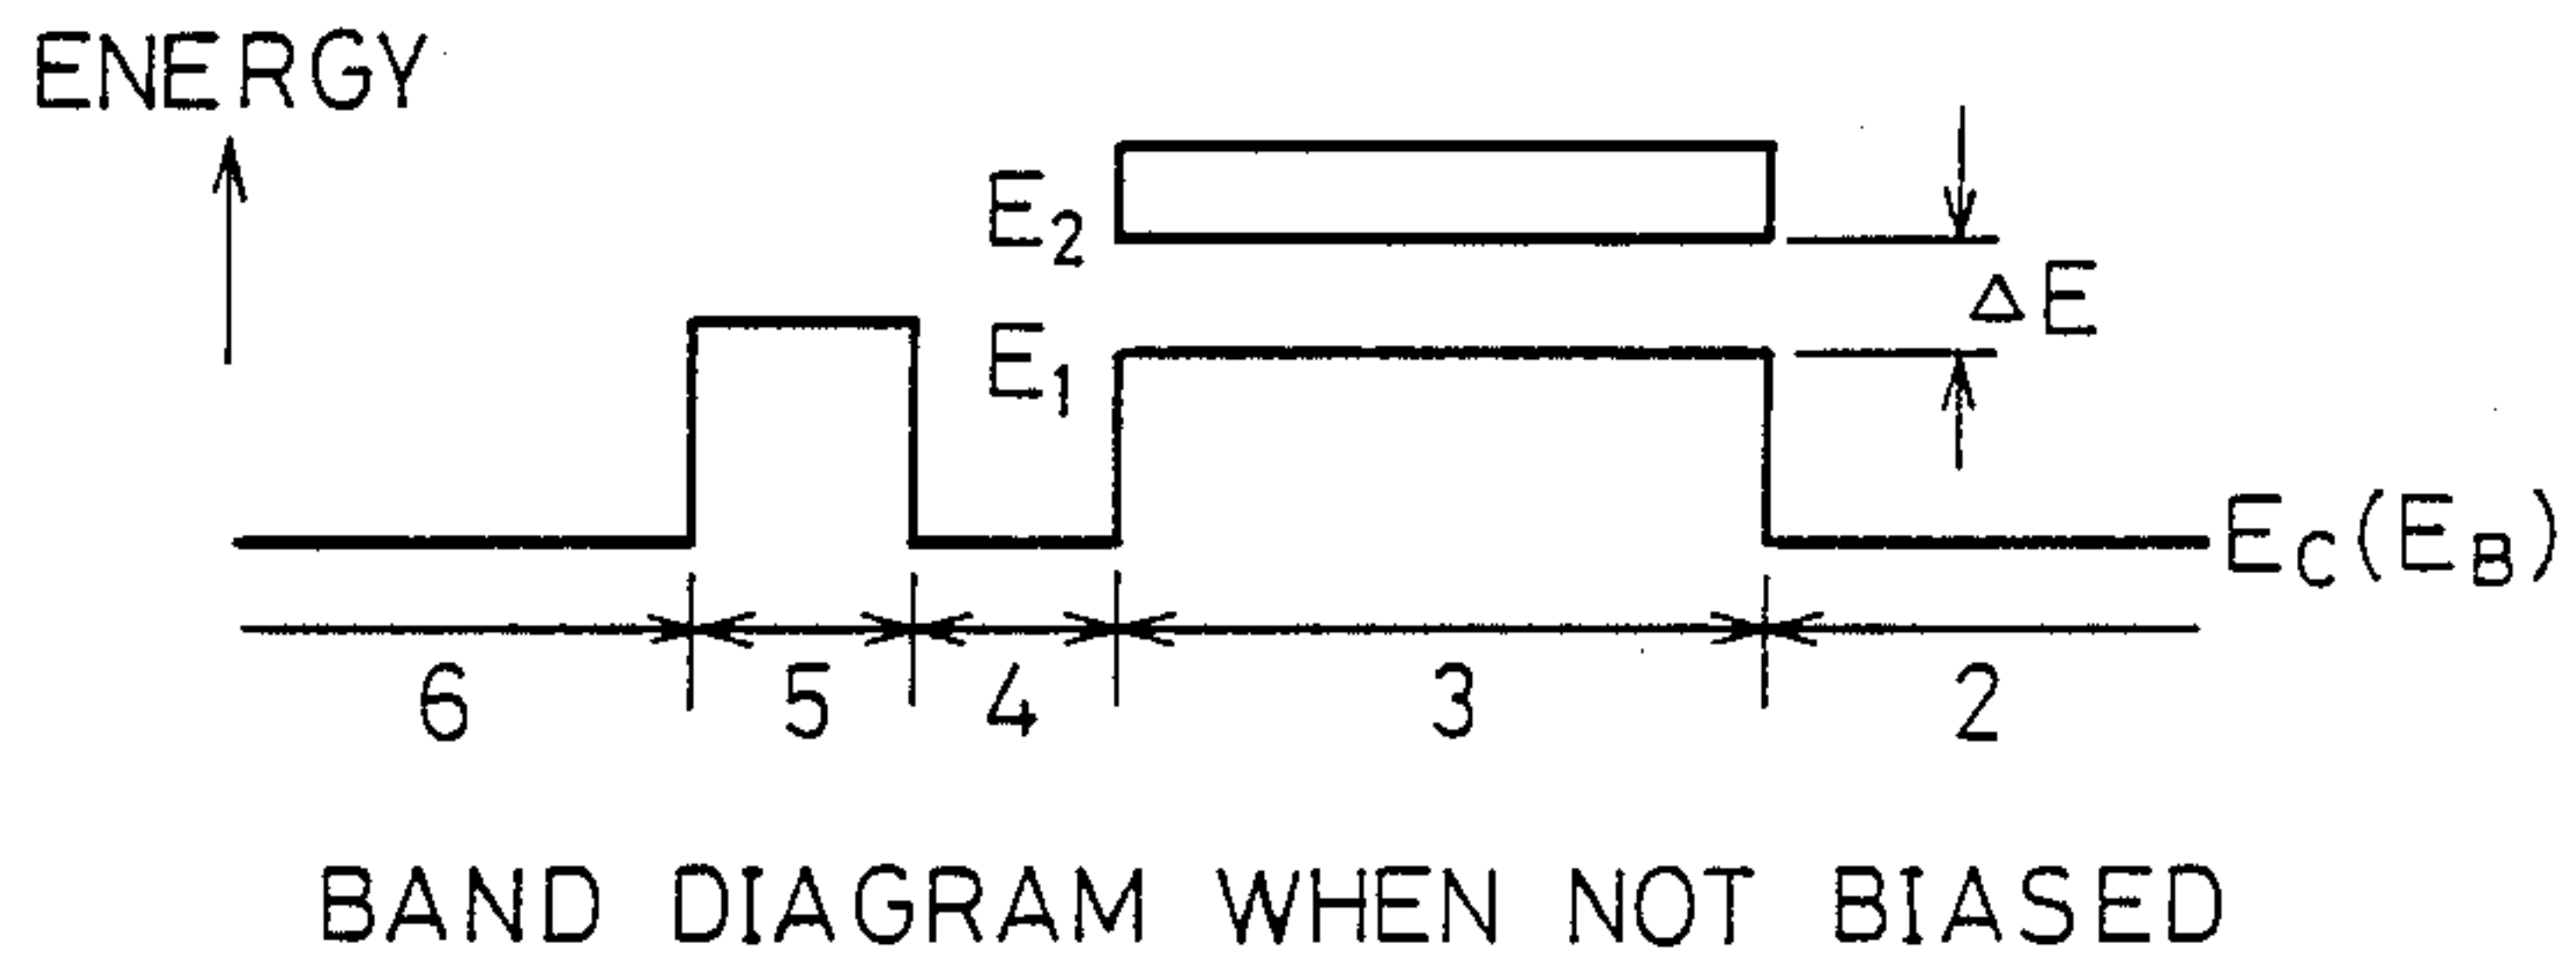 ENERGY
E2
ΔE
E1
EC(EB)
6 5 4 3 2
BAND DIAGRAM WHEN NOT BIASED